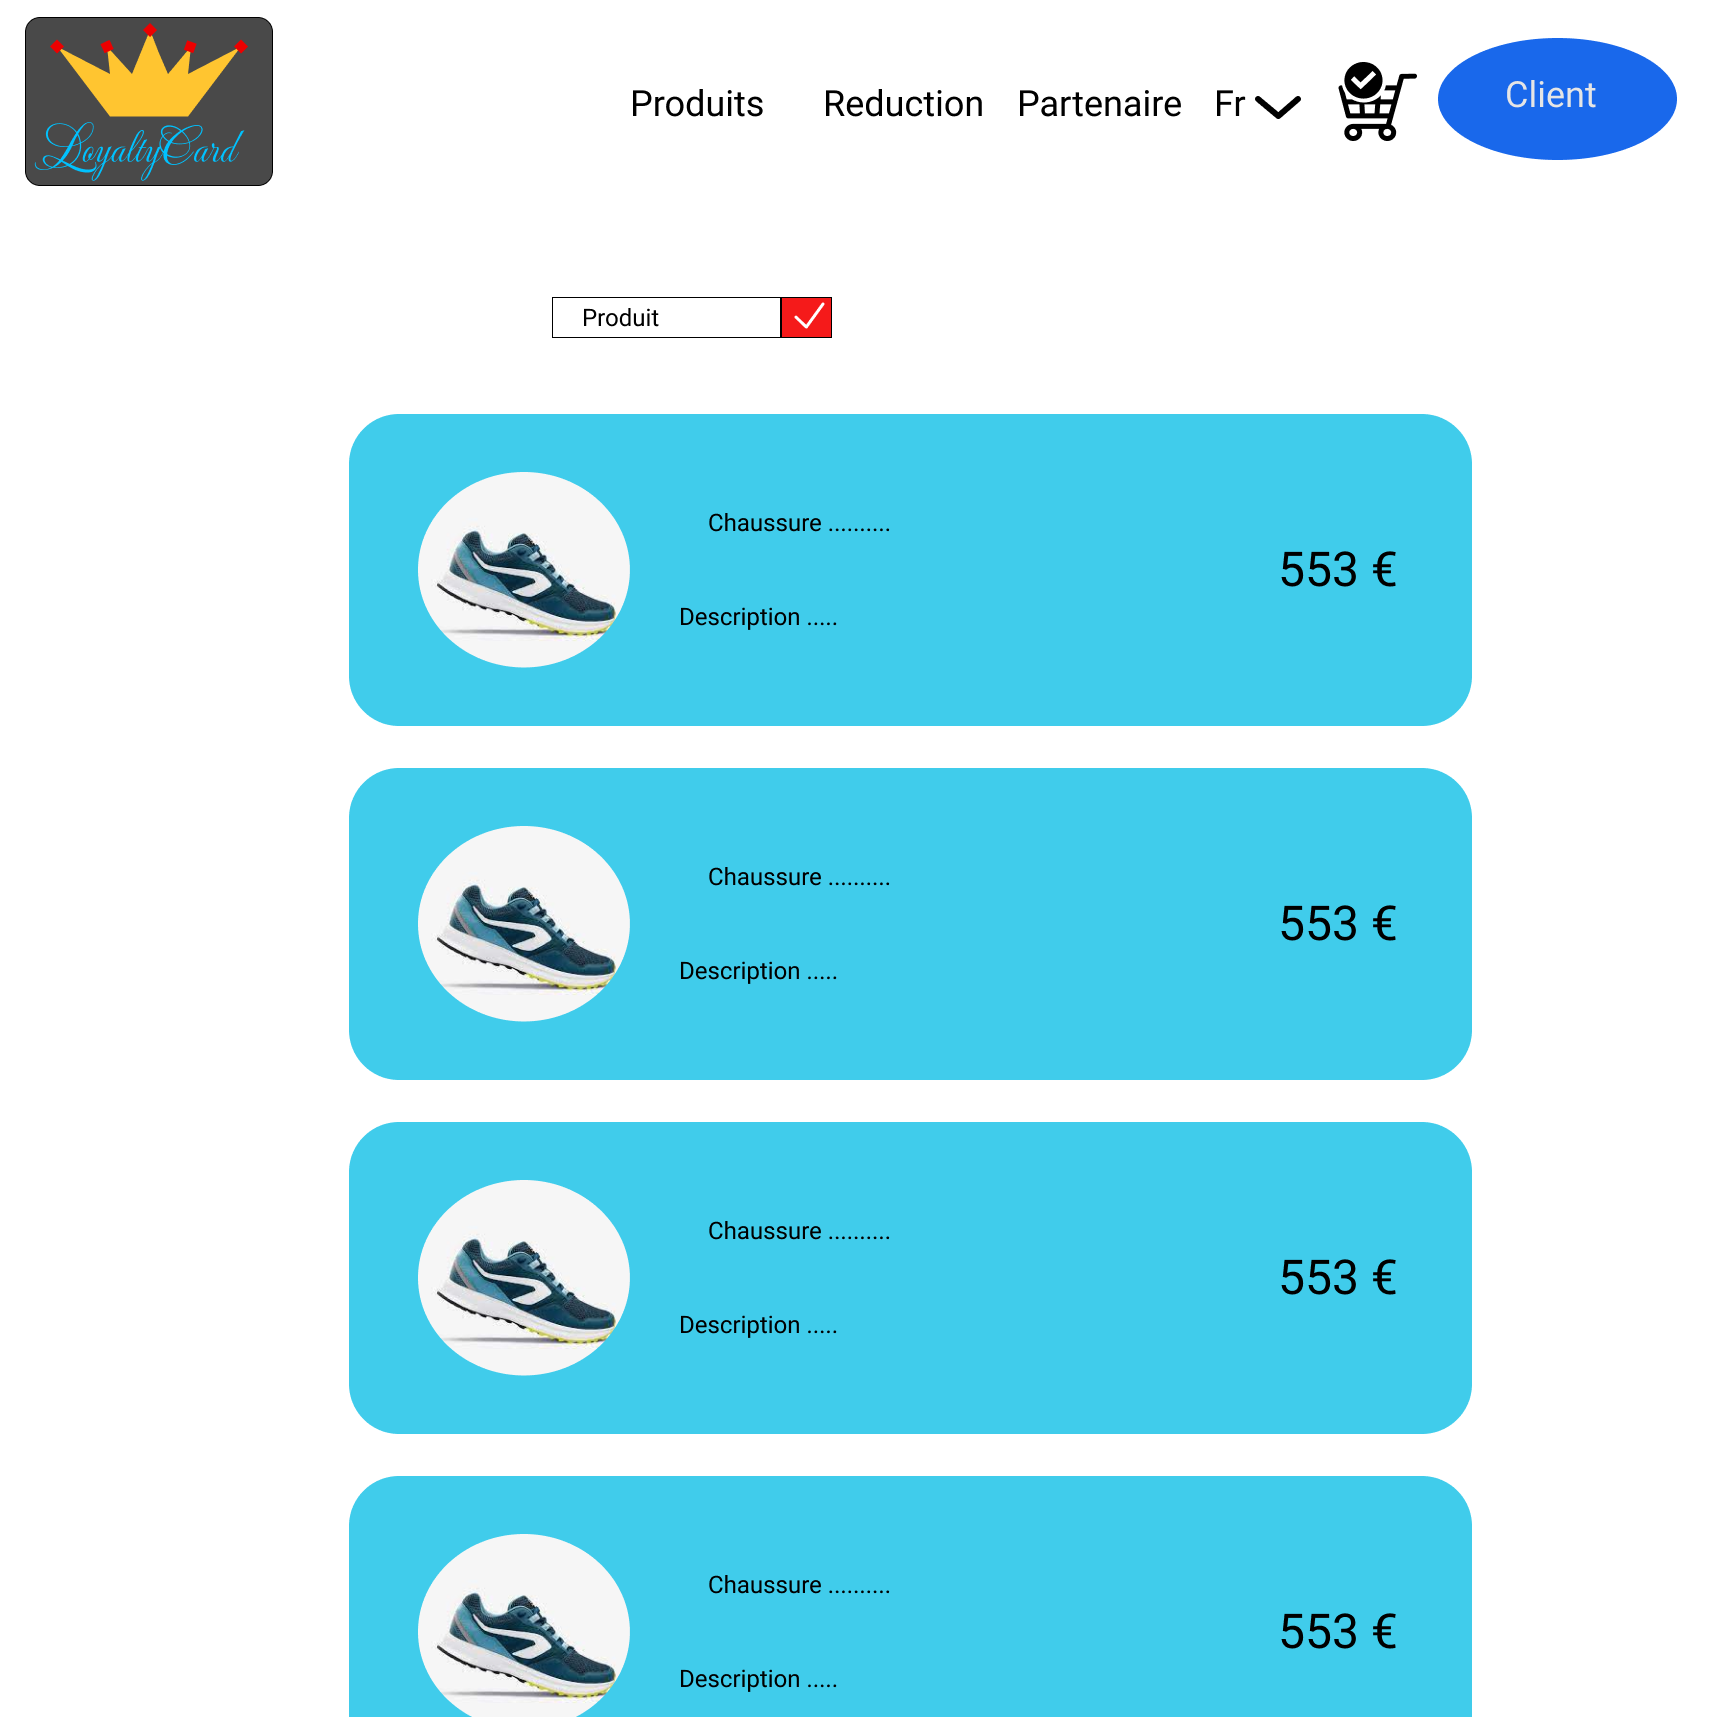 LoyaltyCard
Produits Reduction Partenaire Fr Client
Produit
Chaussure ..........
553 €
Description .....
Chaussure ..........
553 €
Description .....
Chaussure ..........
553 €
Description .....
Chaussure ..........
553 €
Description .....